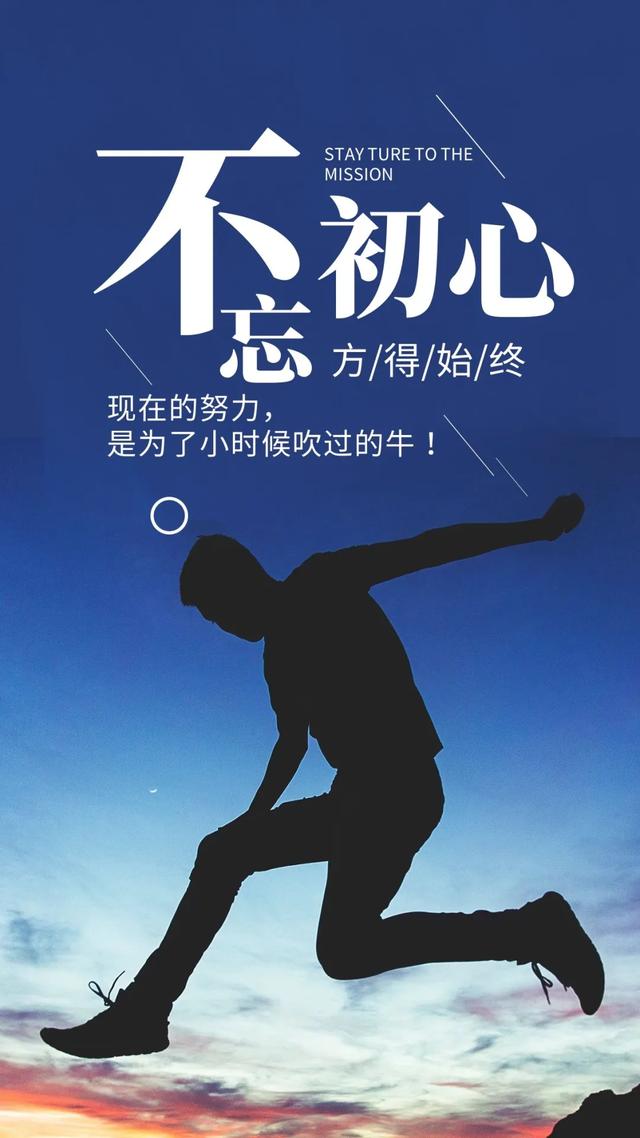 不忘初心
STAY TURE TO THE
MISSION
方/得/始/终
现在的努力，
是为了小时候吹过的牛！